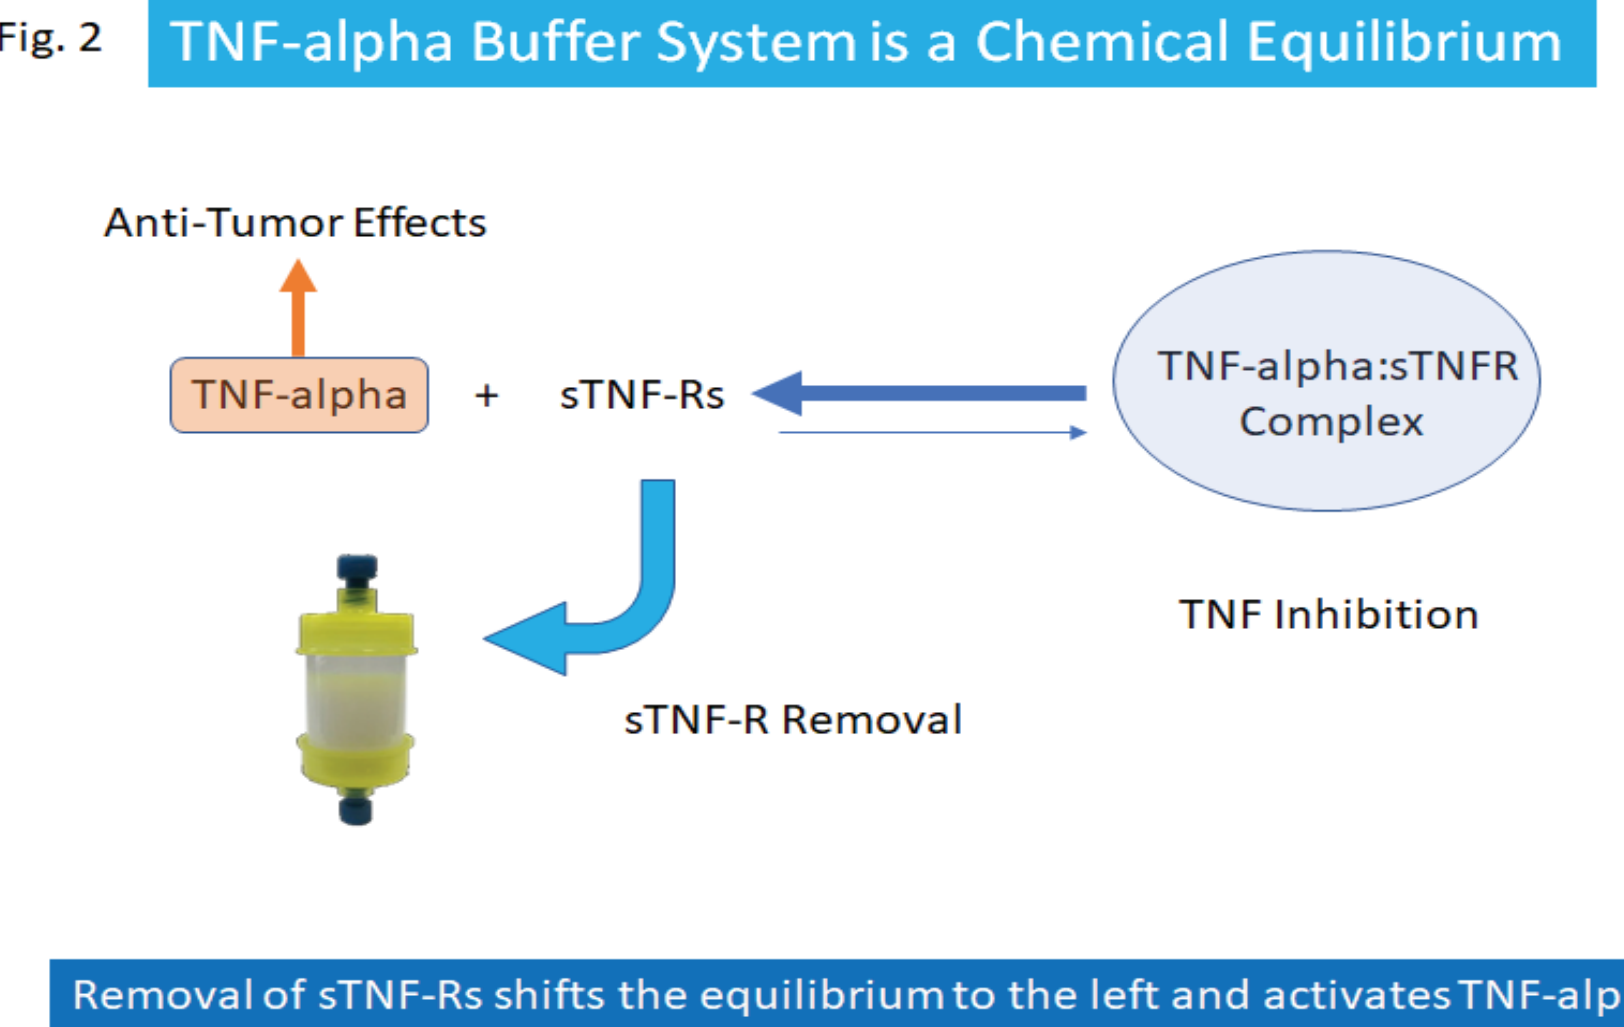 Fig. 2
TNF-alpha Buffer System is a Chemical Equilibrium
Anti-Tumor Effects
TNF-alpha + sTNF-Rs
TNF-alpha:sTNFR
Complex
TNF Inhibition
sTNF-R Removal
Removal of sTNF-Rs shifts the equilibrium to the left and activates TNF-alp